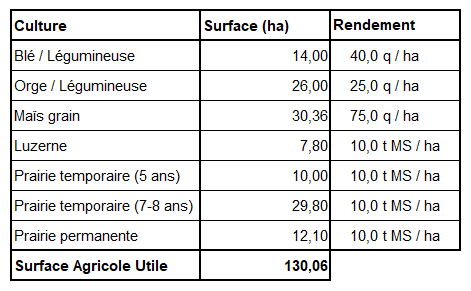 Culture Surface (ha) Rendement
Blé / Légumineuse 14,00 40,0 q / ha
Orge / Légumineuse 26,00 25,0 q / ha
Maïs grain 30,36 75,0 q / ha
Luzerne 7,80 10,0 t MS / ha
Prairie temporaire (5 ans) 10,00 10,0 t MS / ha
Prairie temporaire (7-8 ans) 29,80 10,0 t MS / ha
Prairie permanente 12,10 10,0 t MS / ha
Surface Agricole Utile 130,06